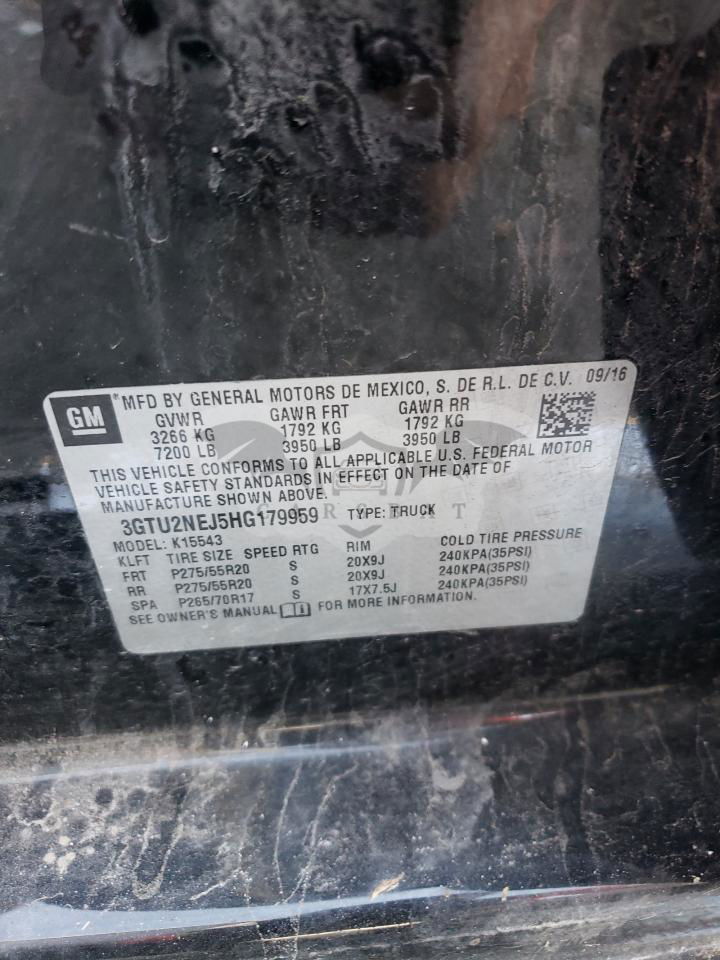 GM ®MFD BY GENERAL MOTORS DE MEXICO, S. DE R.L. DE C.V. 09/16
GVWR GAWR FRT GAWR RR
3266 KG 1792 KG 1792 KG
7200 LB 3950 LB 3950 LB
THIS VEHICLE CONFORMS TO ALL APPLICABLE U.S. FEDERAL MOTOR
VEHICLE SAFETY STANDARDS IN EFFECT ON THE DATE OF
MANUFACTURE SHOWN ABOVE.
3GTU2NEJ5HG179959 TYPE: TRUCK
MODEL: K15543
KLFT TIRE SIZE SPEED RTG RIM COLD TIRE PRESSURE
FRT P275/55R20 S 20X9J 240KPA(35PSI)
RR P275/55R20 S 20X9J 240KPA(35PSI)
SPA P265/70R17 S 17X7.5J 240KPA(35PSI)
SEE OWNER'S MANUAL FOR MORE INFORMATION.